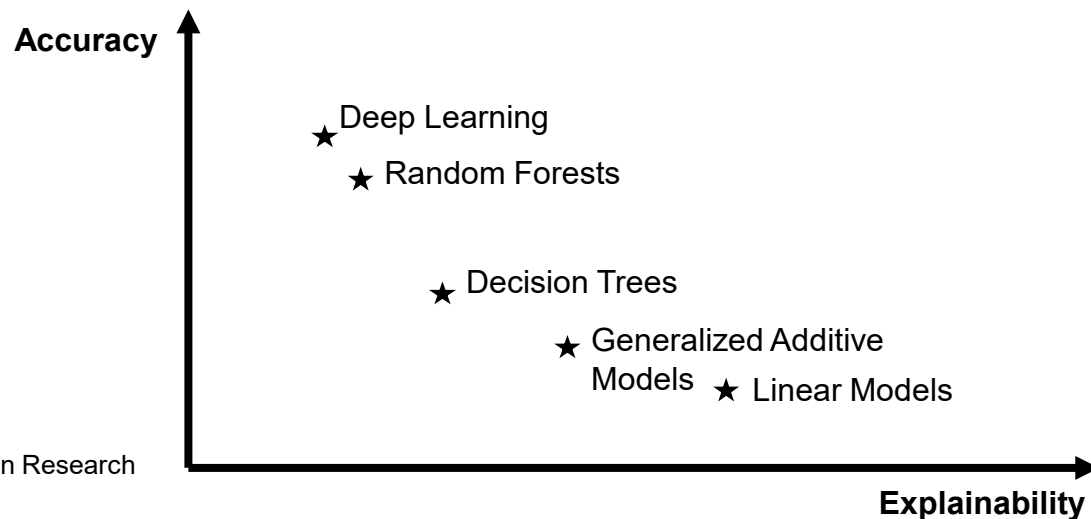 Accuracy
Deep Learning
Random Forests
Decision Trees
Generalized Additive
Models
Linear Models
n Research
Explainability